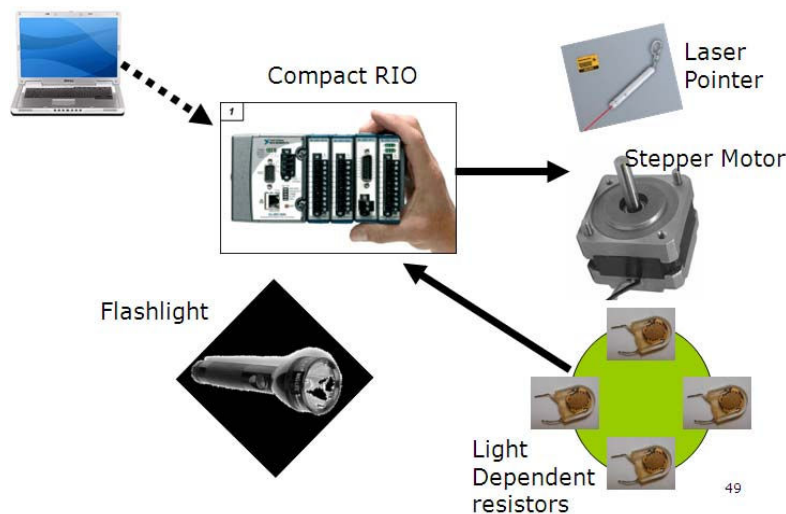 Compact RIO
1
Laser
Pointer
Stepper Motor
Flashlight
Light
Dependent
resistors
49